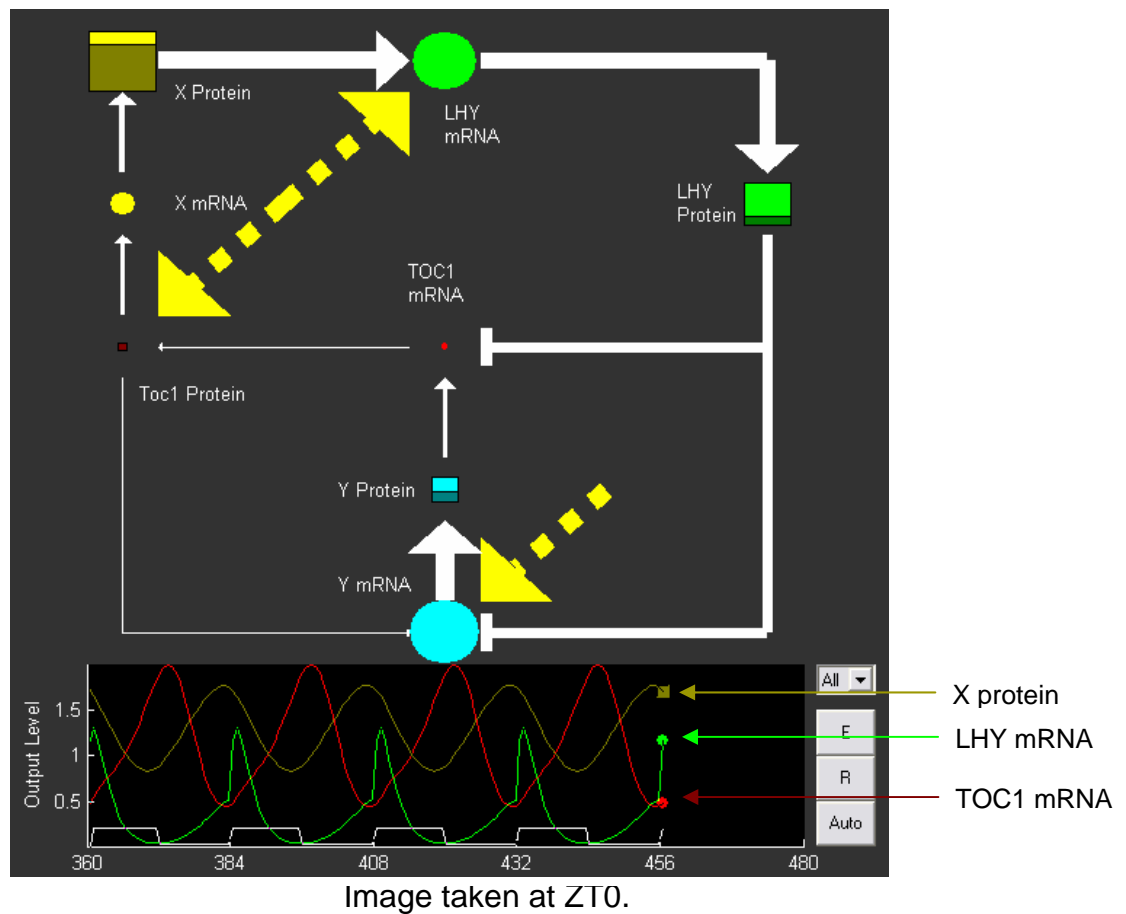 X Protein
LHY
mRNA
LHY
Protein
X mRNA
TOC1
mRNA
Toc1 Protein
Y Protein
Y mRNA
Output Level
1.5
1
0.5
360
384
408
432
456
480
All
E
R
Auto
X protein
LHY mRNA
TOC1 mRNA
Image taken at ZT0.